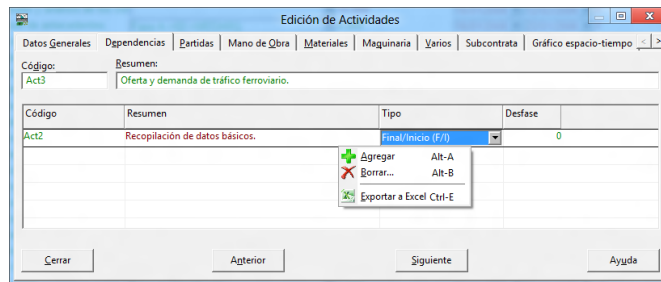 Edición de Actividades
Datos Generales Dependencias Partidas Mano de Obra Materiales Maquinaria Varios Subcontrata Gráfico espacio-tiempo
Código: Resumen:
Act3 Oferta y demanda de tráfico ferroviario.
Código Resumen Tipo Desfase
Act2 Recopilación de datos básicos. Final/Inicio (F/I) 0
Agregar Alt-A
Borrar... Alt-B
Exportar a Excel Ctrl-E
Cerrar Anterior Siguiente Ayuda